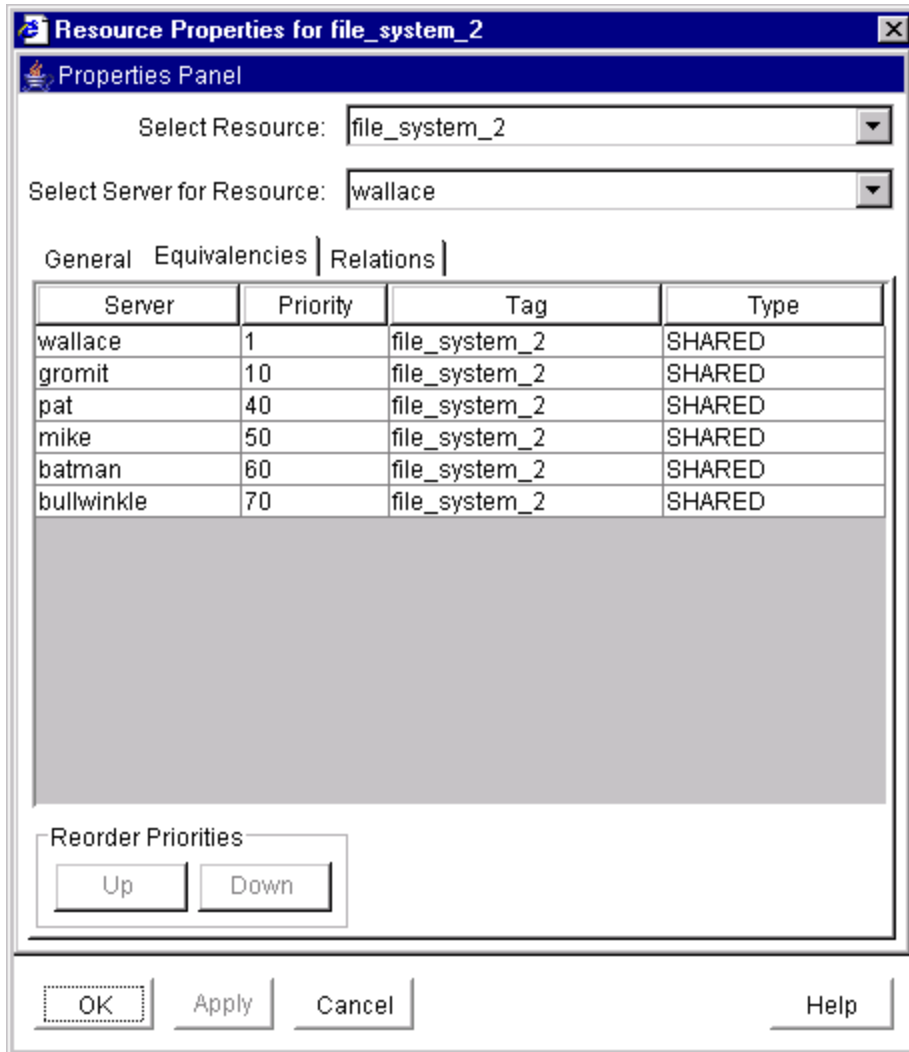 Resource Properties for file_system_2
Properties Panel
Select Resource: file_system_2
Select Server for Resource: wallace
General Equivalencies Relations
Server Priority Tag Type
wallace 1 file_system_2 SHARED
gromit 10 file_system_2 SHARED
pat 40 file_system_2 SHARED
mike 50 file_system_2 SHARED
batman 60 file_system_2 SHARED
bullwinkle 70 file_system_2 SHARED
Reorder Priorities
Up Down
OK Apply Cancel Help